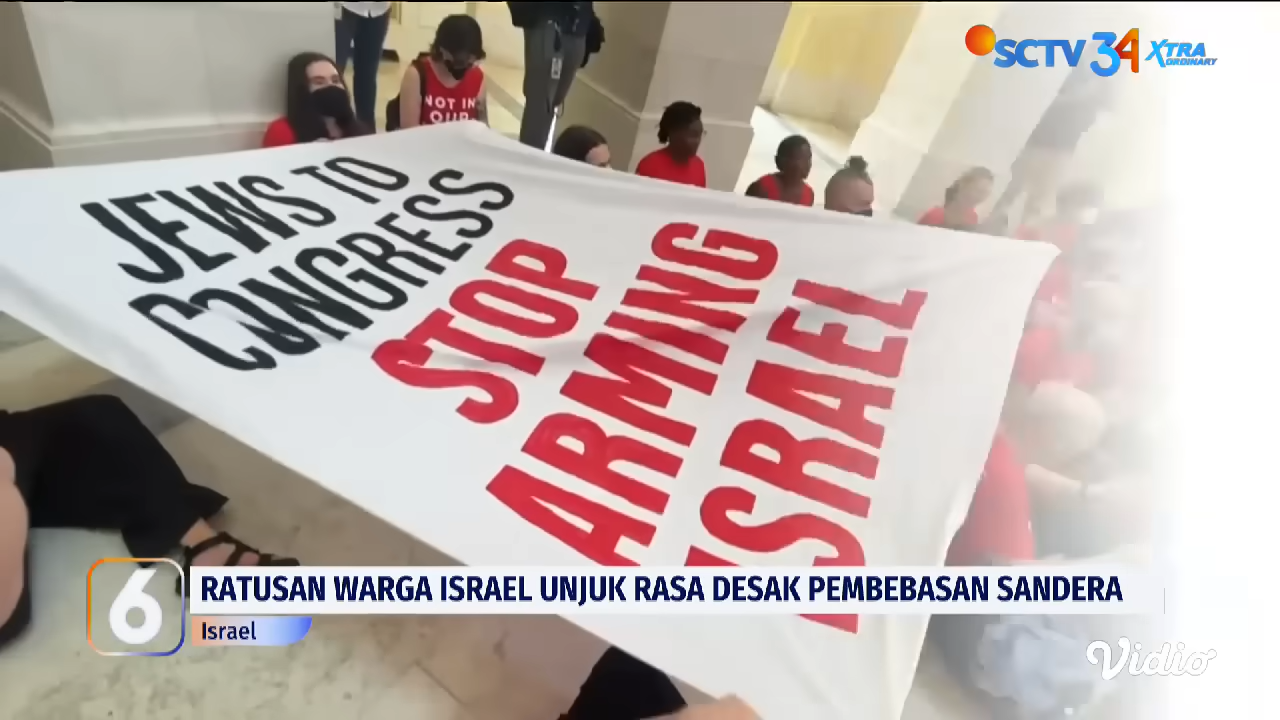 SCTV 34 XTRA
ORDINARY
NOT IN
OUR
JEWS TO
CONGRESS
STOP
ARMING
ISRAEL
6
RATUSAN WARGA ISRAEL UNJUK RASA DESAK PEMBEBASAN SANDERA
Israel
Vidio